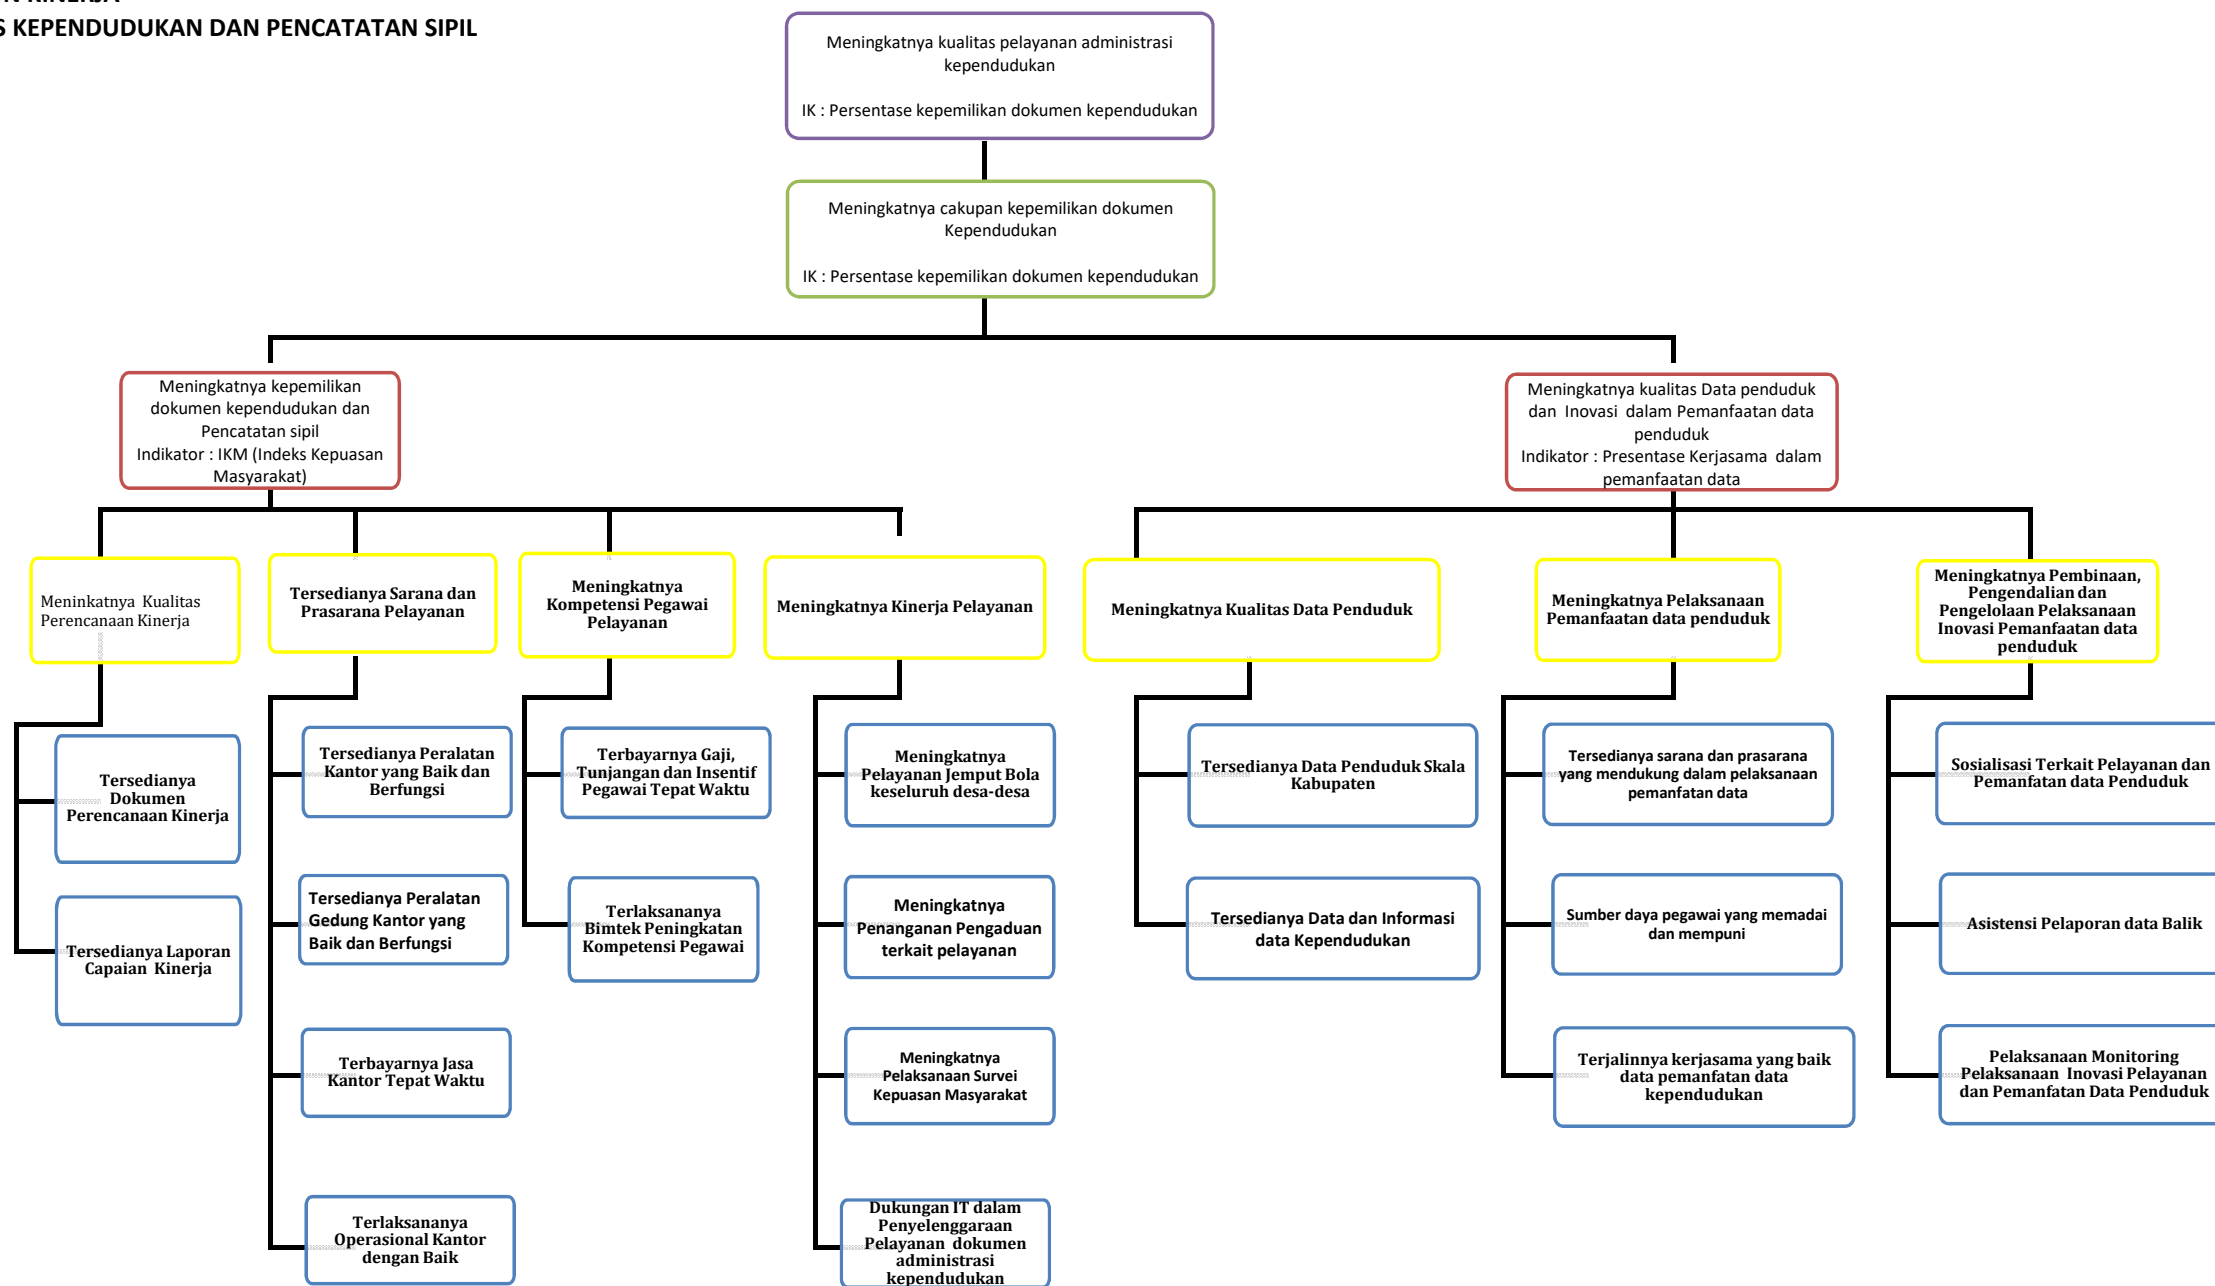 S KEPENDUDUKAN DAN PENCATATAN SIPIL
Meningkatnya kualitas pelayanan administrasi
kependudukan
IK : Persentase kepemilikan dokumen kependudukan
Meningkatnya cakupan kepemilikan dokumen
Kependudukan
IK : Persentase kepemilikan dokumen kependudukan
Meningkatnya kepemilikan
dokumen kependudukan dan
Pencatatan sipil
Indikator : IKM (Indeks Kepuasan
Masyarakat)
Meningkatnya kualitas Data penduduk
dan Inovasi dalam Pemanfaatan data
penduduk
Indikator : Presentase Kerjasama dalam
pemanfaatan data
Meninkatnya Kualitas
Perencanaan Kinerja
Tersedianya Sarana dan
Prasarana Pelayanan
Meningkatnya
Kompetensi Pegawai
Pelayanan
Meningkatnya Kinerja Pelayanan
Meningkatnya Kualitas Data Penduduk
Meningkatnya Pelaksanaan
Pemanfaatan data penduduk
Meningkatnya Pembinaan,
Pengendalian dan
Pengelolaan Pelaksanaan
Inovasi Pemanfaatan data
penduduk
Tersedianya
Dokumen
Perencanaan Kinerja
Tersedianya Laporan
Capaian Kinerja
Tersedianya Peralatan
Kantor yang Baik dan
Berfungsi
Tersedianya Peralatan
Gedung Kantor yang
Baik dan Berfungsi
Terbayarnya Jasa
Kantor Tepat Waktu
Terlaksananya
Operasional Kantor
dengan Baik
Terbayarnya Gaji,
Tunjangan dan Insentif
Pegawai Tepat Waktu
Terlaksananya
Bimtek Peningkatan
Kompetensi Pegawai
Meningkatnya
Pelayanan Jemput Bola
keseluruh desa-desa
Meningkatnya
Penanganan Pengaduan
terkait pelayanan
Meningkatnya
Pelaksanaan Survei
Kepuasan Masyarakat
Dukungan IT dalam
Penyelenggaraan
Pelayanan dokumen
administrasi
kependudukan
Tersedianya Data Penduduk Skala
Kabupaten
Tersedianya Data dan Informasi
data Kependudukan
Tersedianya sarana dan prasarana
yang mendukung dalam pelaksanaan
pemanfatan data
Sumber daya pegawai yang memadai
dan mempuni
Terjalinnya kerjasama yang baik
data pemanfatan data
kependudukan
Sosialisasi Terkait Pelayanan dan
Pemanfatan data Penduduk
Asistensi Pelaporan data Balik
Pelaksanaan Monitoring
Pelaksanaan Inovasi Pelayanan
dan Pemanfatan Data Penduduk